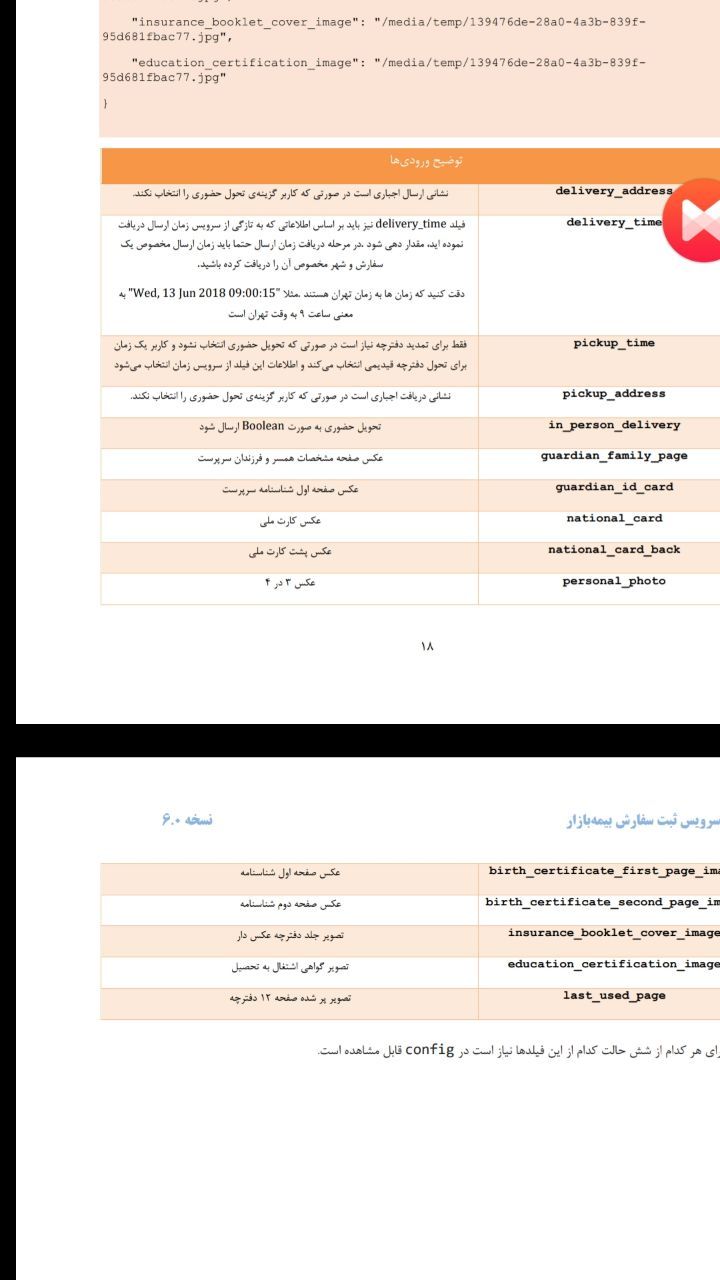 "insurance_booklet_cover_image": "/media/temp/139476de-28a0-4a3b-839f-
95d681fbac77.jpg",
"education_certification_image": "/media/temp/139476de-28a0-4a3b-839f-
95d681fbac77.jpg"
}
توضیح ورودی‌ها
delivery_address
نشانی ارسال اجباری است در صورتی که کاربر گزینه‌ی تحول حضوری را انتخاب نکند.
delivery_time
فیلد delivery_time نیز باید بر اساس اطلاعاتی که به تازگی از سرویس زمان ارسال دریافت
نموده اید، مقدار دهی شود .در مرحله دریافت زمان ارسال حتما باید زمان ارسال مخصوص یک
سفارش و شهر مخصوص آن را دریافت کرده باشید.
دقت کنید که زمان ها به زمان تهران هستند .مثلا "Wed, 13 Jun 2018 09:00:15" به
معنی ساعت ۹ به وقت تهران است
pickup_time
فقط برای تمدید دفترچه نیاز است در صورتی که تحویل حضوری انتخاب نشود و کاربر یک زمان
برای تحول دفترچه قیدیمی انتخاب می‌کند و اطلاعات این فیلد از سرویس زمان انتخاب می‌شود
pickup_address
نشانی دریافت اجباری است در صورتی که کاربر گزینه‌ی تحول حضوری را انتخاب نکند.
in_person_delivery
تحویل حضوری به صورت Boolean ارسال شود
guardian_family_page
عکس صفحه مشخصات همسر و فرزندان سرپرست
guardian_id_card
عکس صفحه اول شناسنامه سرپرست
national_card
عکس کارت ملی
national_card_back
عکس پشت کارت ملی
personal_photo
عکس ۳ در ۴
۱۸
سرویس ثبت سفارش بیمه‌بازار
نسخه ۶.۰
birth_certificate_first_page_ima
عکس صفحه اول شناسنامه
birth_certificate_second_page_im
عکس صفحه دوم شناسنامه
insurance_booklet_cover_image
تصویر جلد دفترچه عکس دار
education_certification_image
تصویر گواهی اشتغال به تحصیل
last_used_page
تصویر پر شده صفحه ۱۲ دفترچه
رای هر کدام از شش حالت کدام از این فیلدها نیاز است در config قابل مشاهده است.